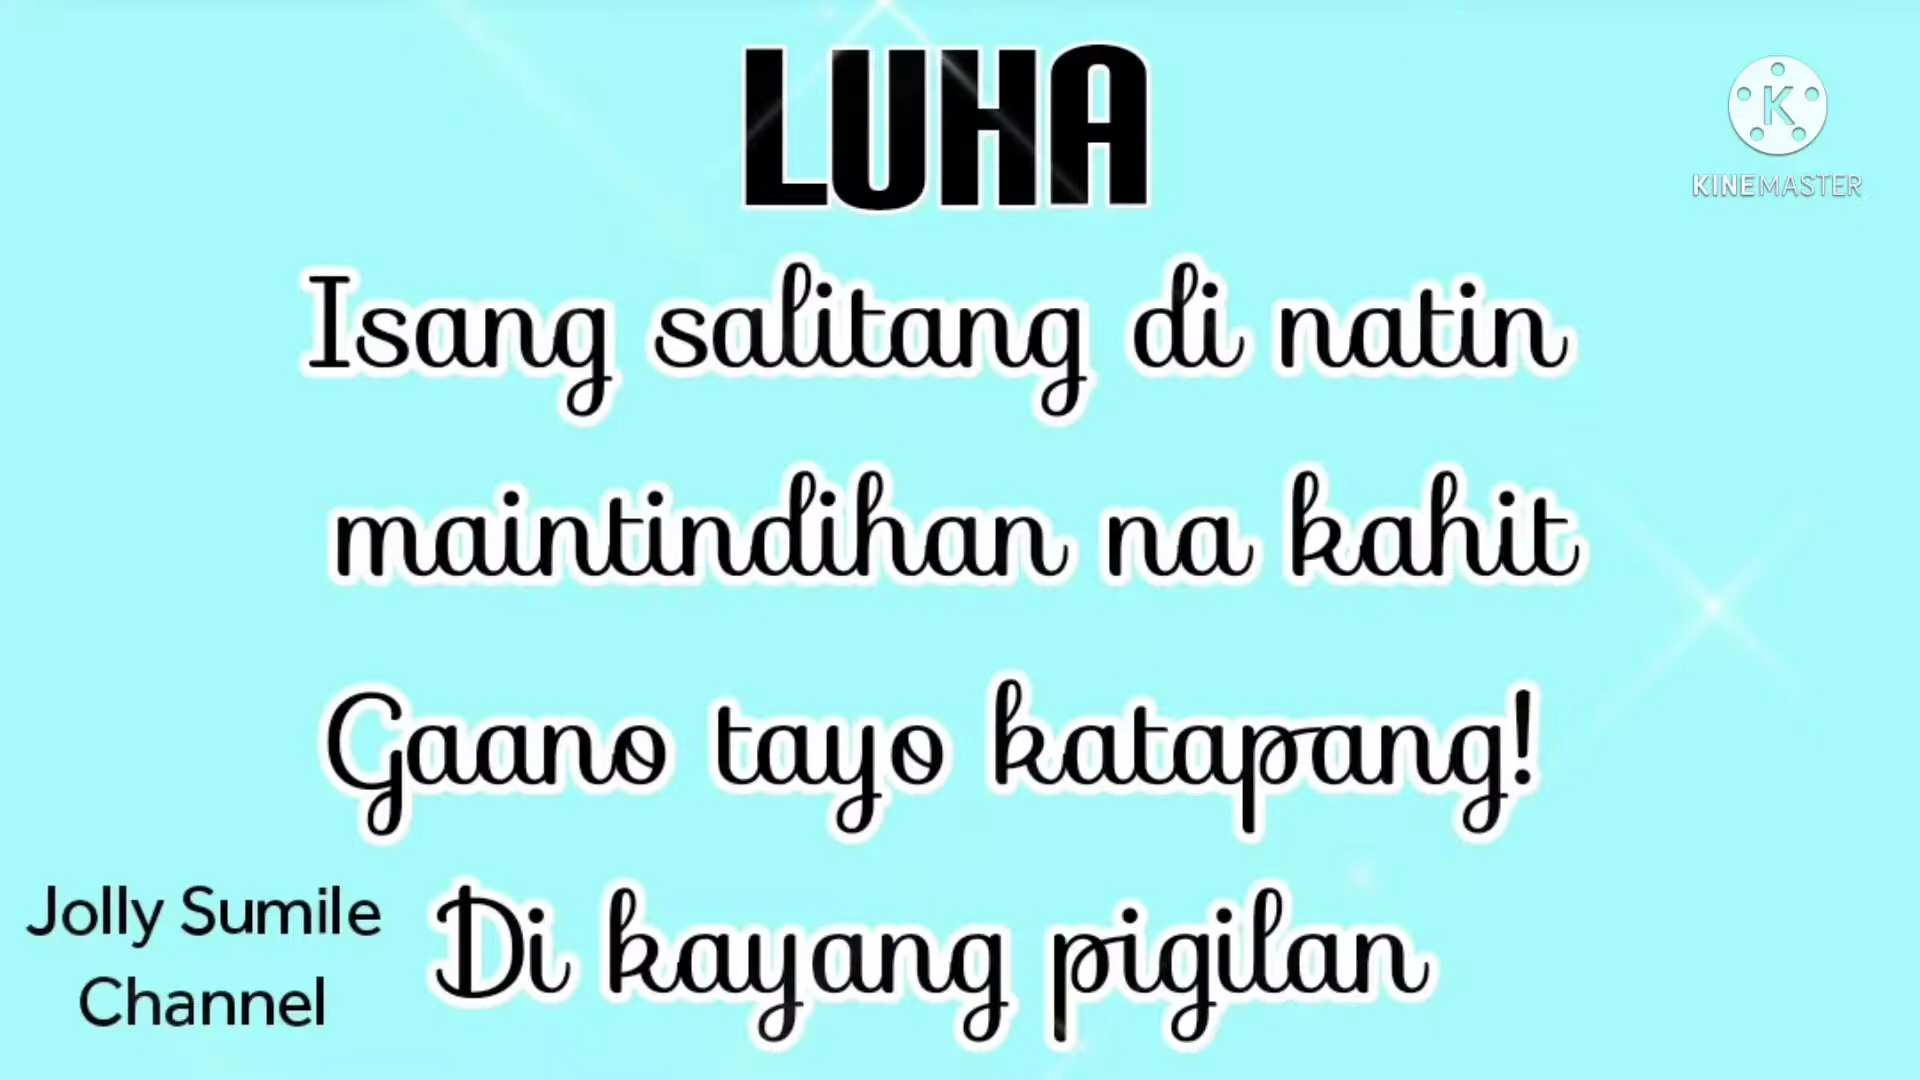 LUHA
KINEMASTER
Isang salitang di natin
maintindihan na kahit
Gaano tayo katapang!
Di kayang pigilan
Jolly Sumile
Channel